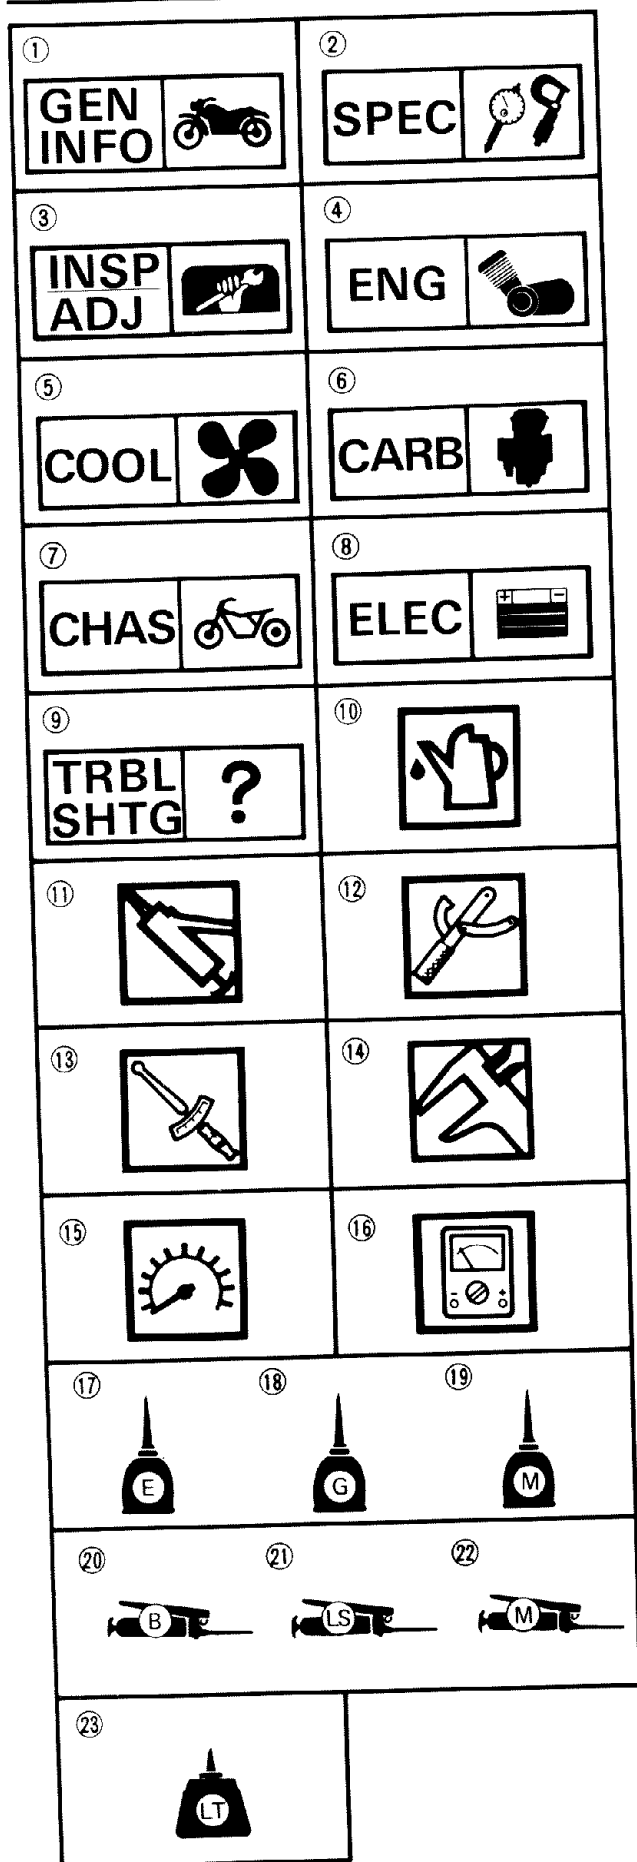 ①
②
GEN
INFO
SPEC
③
④
INSP
ADJ
ENG
⑤
⑥
COOL
CARB
⑦
⑧
CHAS
ELEC
+ −
⑨
⑩
TRBL
SHTG
?
⑪
⑫
⑬
⑭
⑮
⑯
− +
⑰
⑱
⑲
E
G
M
⑳
㉑
㉒
B
LS
M
㉓
LT